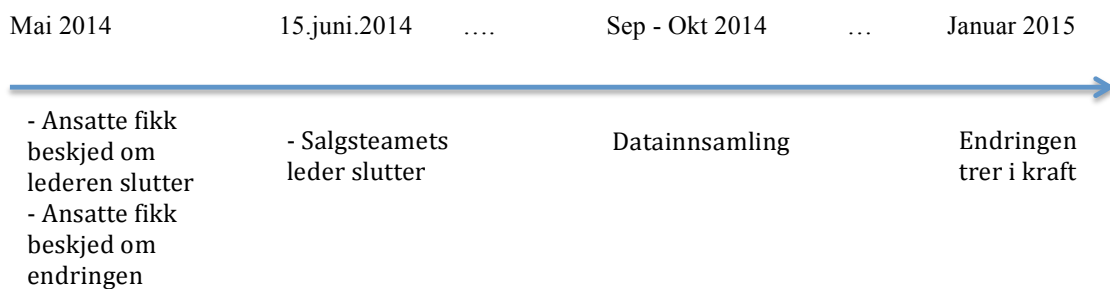 Mai 2014 15.juni.2014 …. Sep - Okt 2014 … Januar 2015
- Ansatte fikk
beskjed om
lederen slutter
- Ansatte fikk
beskjed om
endringen
- Salgsteamets
leder slutter
Datainnsamling
Endringen
trer i kraft